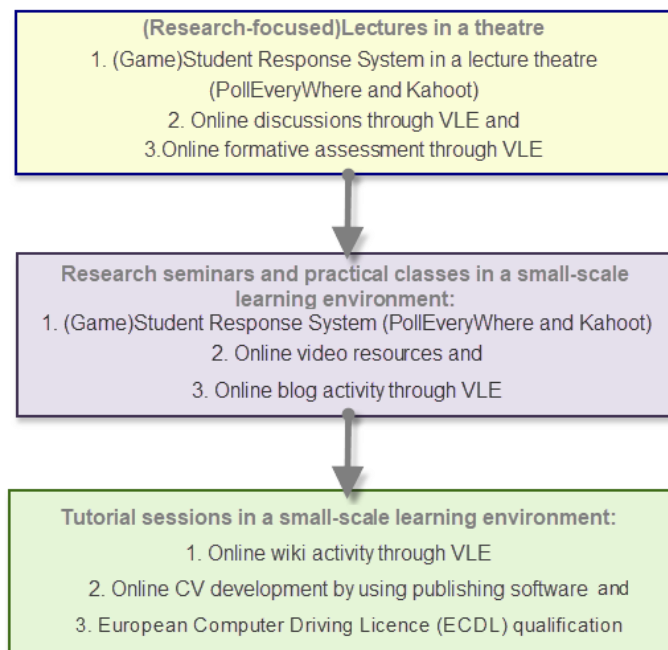 (Research-focused)Lectures in a theatre
1. (Game)Student Response System in a lecture theatre
(PollEveryWhere and Kahoot)
2. Online discussions through VLE and
3.Online formative assessment through VLE
Research seminars and practical classes in a small-scale
learning environment:
1. (Game)Student Response System (PollEveryWhere and Kahoot)
2. Online video resources and
3. Online blog activity through VLE
Tutorial sessions in a small-scale learning environment:
1. Online wiki activity through VLE
2. Online CV development by using publishing software and
3. European Computer Driving Licence (ECDL) qualification